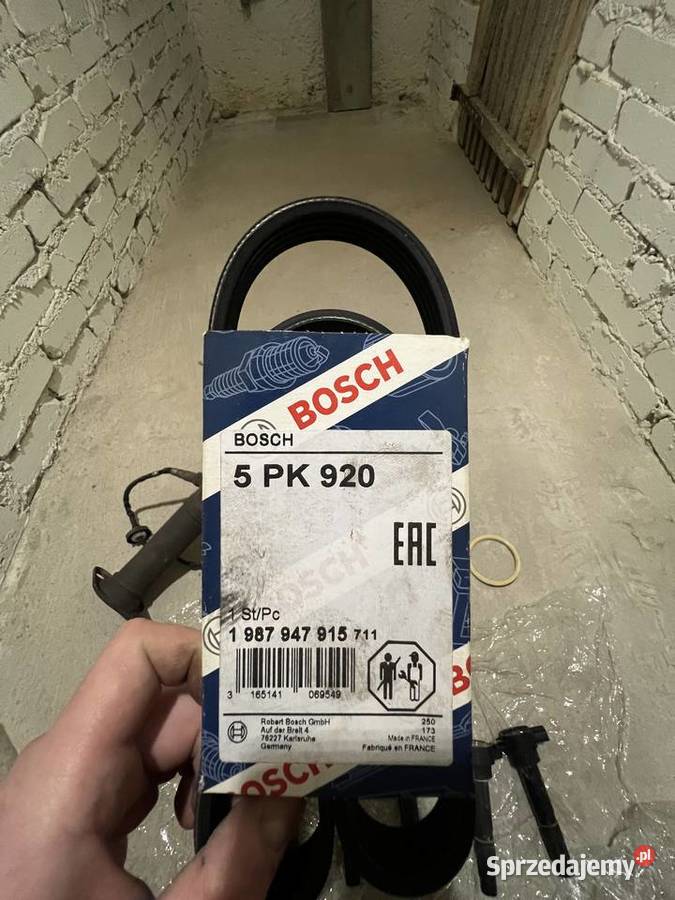 BOSCH
BOSCH
5 PK 920
EAC
BOSCH
1 St/Pc
1 987 947 915 711
3 165141 069549
Robert Bosch GmbH
Auf der Breit 4
76227 Karlsruhe
Germany
250
173
Made in FRANCE
Fabriqué en FRANCE
BOSCH
Sprzedajemy.pl